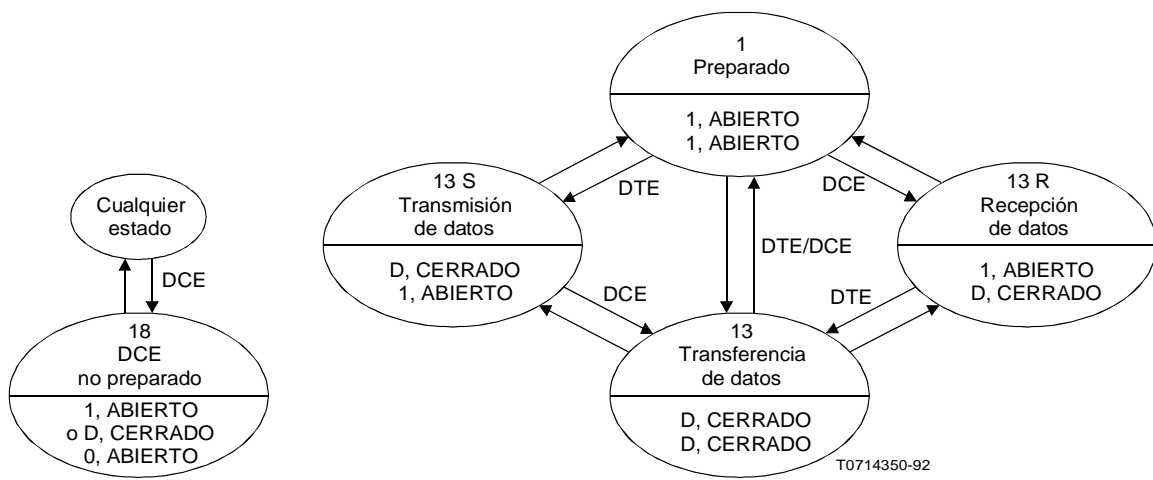 Cualquier
estado
DCE
18
DCE
no preparado
1, ABIERTO
o D, CERRADO
0, ABIERTO
1
Preparado
1, ABIERTO
1, ABIERTO
DTE
DCE
13 S
Transmisión
de datos
D, CERRADO
1, ABIERTO
DTE/DCE
13 R
Recepción
de datos
1, ABIERTO
D, CERRADO
DCE
DTE
13
Transferencia
de datos
D, CERRADO
D, CERRADO
T0714350-92